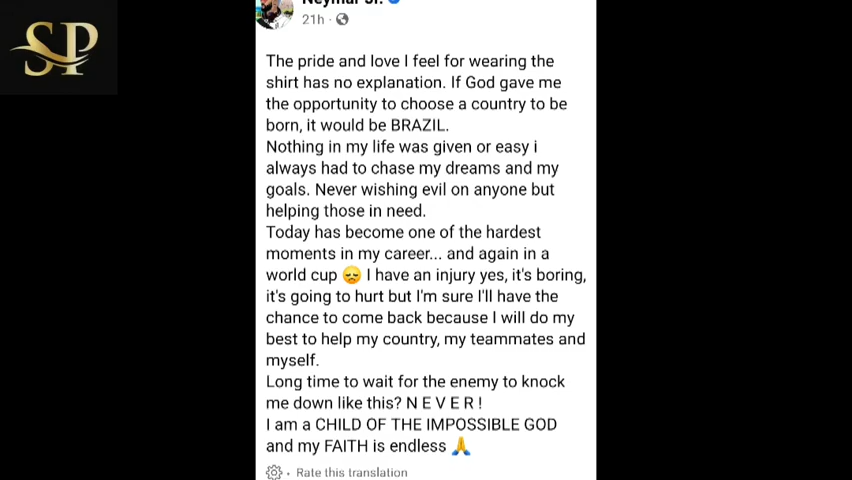 SP
Neymar Jr.
21h ·
The pride and love I feel for wearing the
shirt has no explanation. If God gave me
the opportunity to choose a country to be
born, it would be BRAZIL.
Nothing in my life was given or easy i
always had to chase my dreams and my
goals. Never wishing evil on anyone but
helping those in need.
Today has become one of the hardest
moments in my career... and again in a
world cup 😞 I have an injury yes, it's boring,
it's going to hurt but I'm sure I'll have the
chance to come back because I will do my
best to help my country, my teammates and
myself.
Long time to wait for the enemy to knock
me down like this? N E V E R !
I am a CHILD OF THE IMPOSSIBLE GOD
and my FAITH is endless 🙏
· Rate this translation